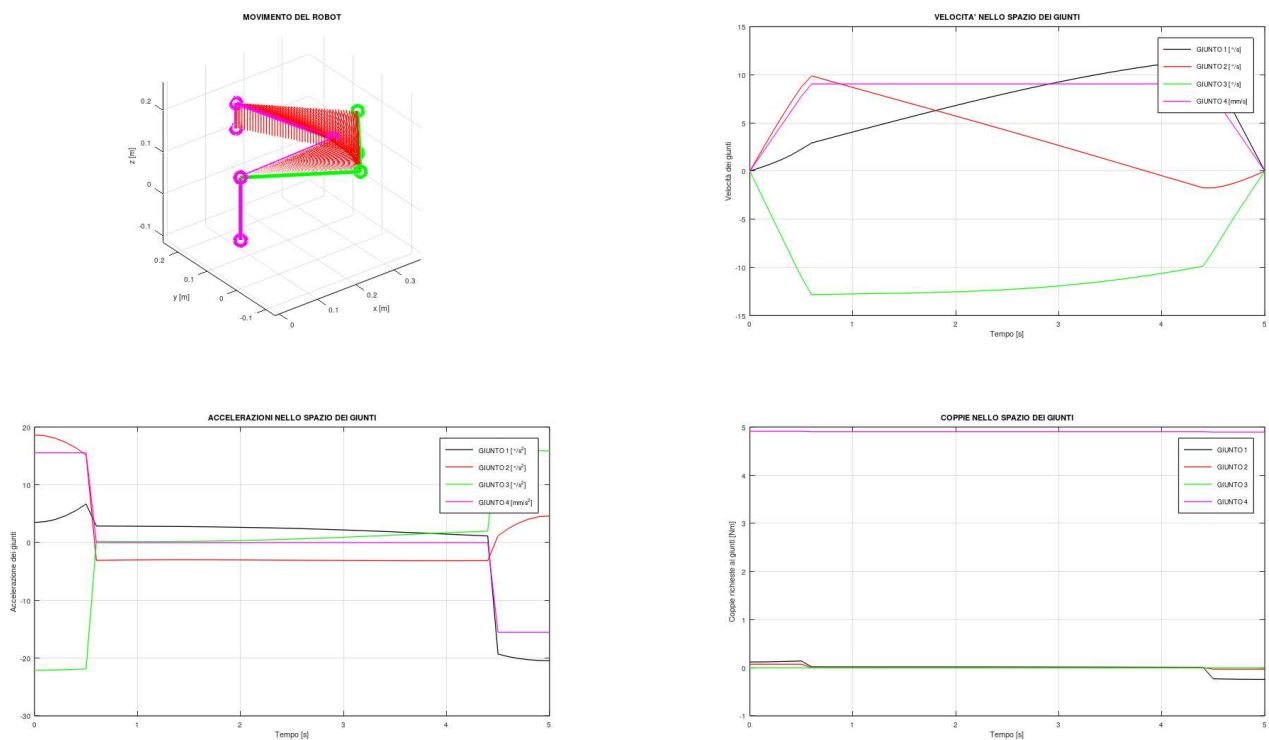 MOVIMENTO DEL ROBOT
0.2
0.1
0
-0.1
z [m]
0.2
0.1
0
-0.1
y [m]
0
0.1
0.2
0.3
x [m]
VELOCITA' NELLO SPAZIO DEI GIUNTI
15
10
5
0
-5
-10
-15
Velocità dei giunti
0 1 2 3 4 5
Tempo [s]
GIUNTO 1 [°/s]
GIUNTO 2 [°/s]
GIUNTO 3 [°/s]
GIUNTO 4 [mm/s]
ACCELERAZIONI NELLO SPAZIO DEI GIUNTI
20
10
0
-10
-20
-30
Accelerazione dei giunti
0 1 2 3 4 5
Tempo [s]
GIUNTO 1 [°/s²]
GIUNTO 2 [°/s²]
GIUNTO 3 [°/s²]
GIUNTO 4 [mm/s²]
COPPIE NELLO SPAZIO DEI GIUNTI
5
4
3
2
1
0
-1
Coppie richieste ai giunti [Nm]
0 1 2 3 4 5
Tempo [s]
GIUNTO 1
GIUNTO 2
GIUNTO 3
GIUNTO 4